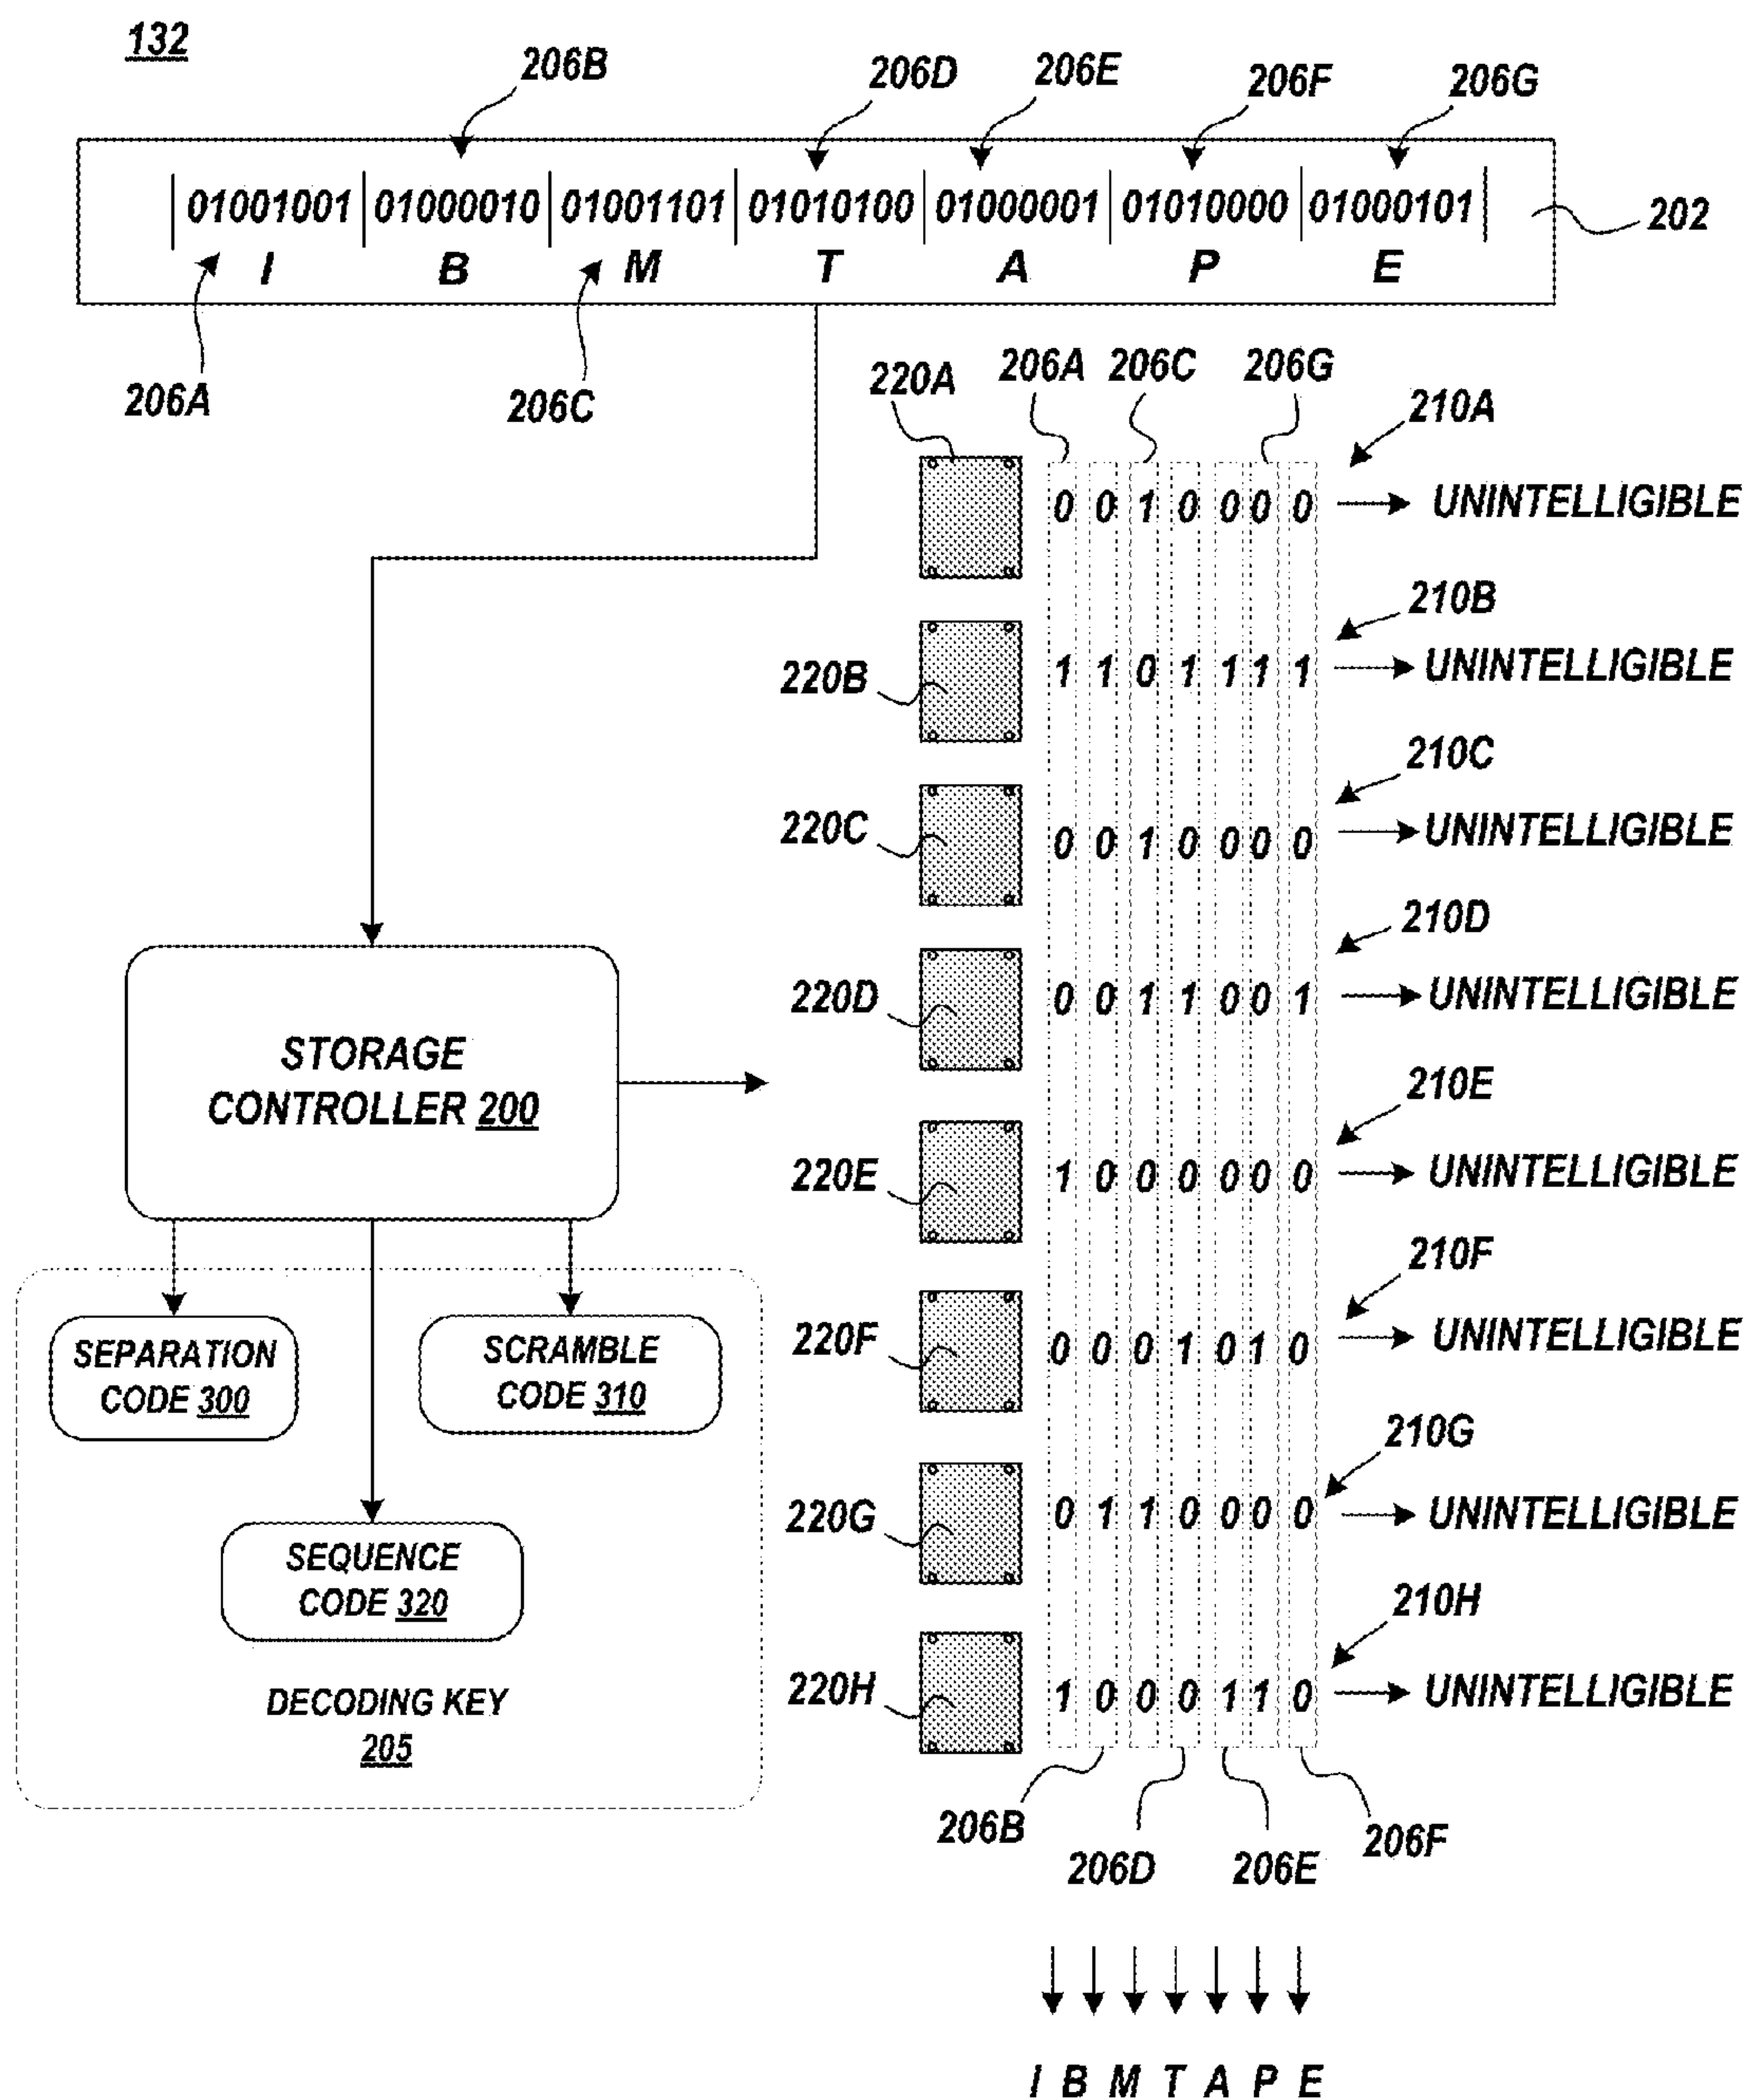 132
206B 206D 206E 206F 206G
01001001 01000010 01001101 01010100 01000001 01010000 01000101
I B M T A P E
202
206A 206C
220A 206A 206C 206G 210A
0 0 1 0 0 0 0 UNINTELLIGIBLE
210B
220B 1 1 0 1 1 1 1 UNINTELLIGIBLE
210C
220C 0 0 1 0 0 0 0 UNINTELLIGIBLE
210D
220D 0 0 1 1 0 0 1 UNINTELLIGIBLE
210E
220E 1 0 0 0 0 0 0 UNINTELLIGIBLE
210F
220F 0 0 0 1 0 1 0 UNINTELLIGIBLE
210G
220G 0 1 1 0 0 0 0 UNINTELLIGIBLE
210H
220H 1 0 0 0 1 1 0 UNINTELLIGIBLE
206B 206D 206E 206F
I B M T A P E
STORAGE
CONTROLLER 200
SEPARATION
CODE 300
SCRAMBLE
CODE 310
SEQUENCE
CODE 320
DECODING KEY
205